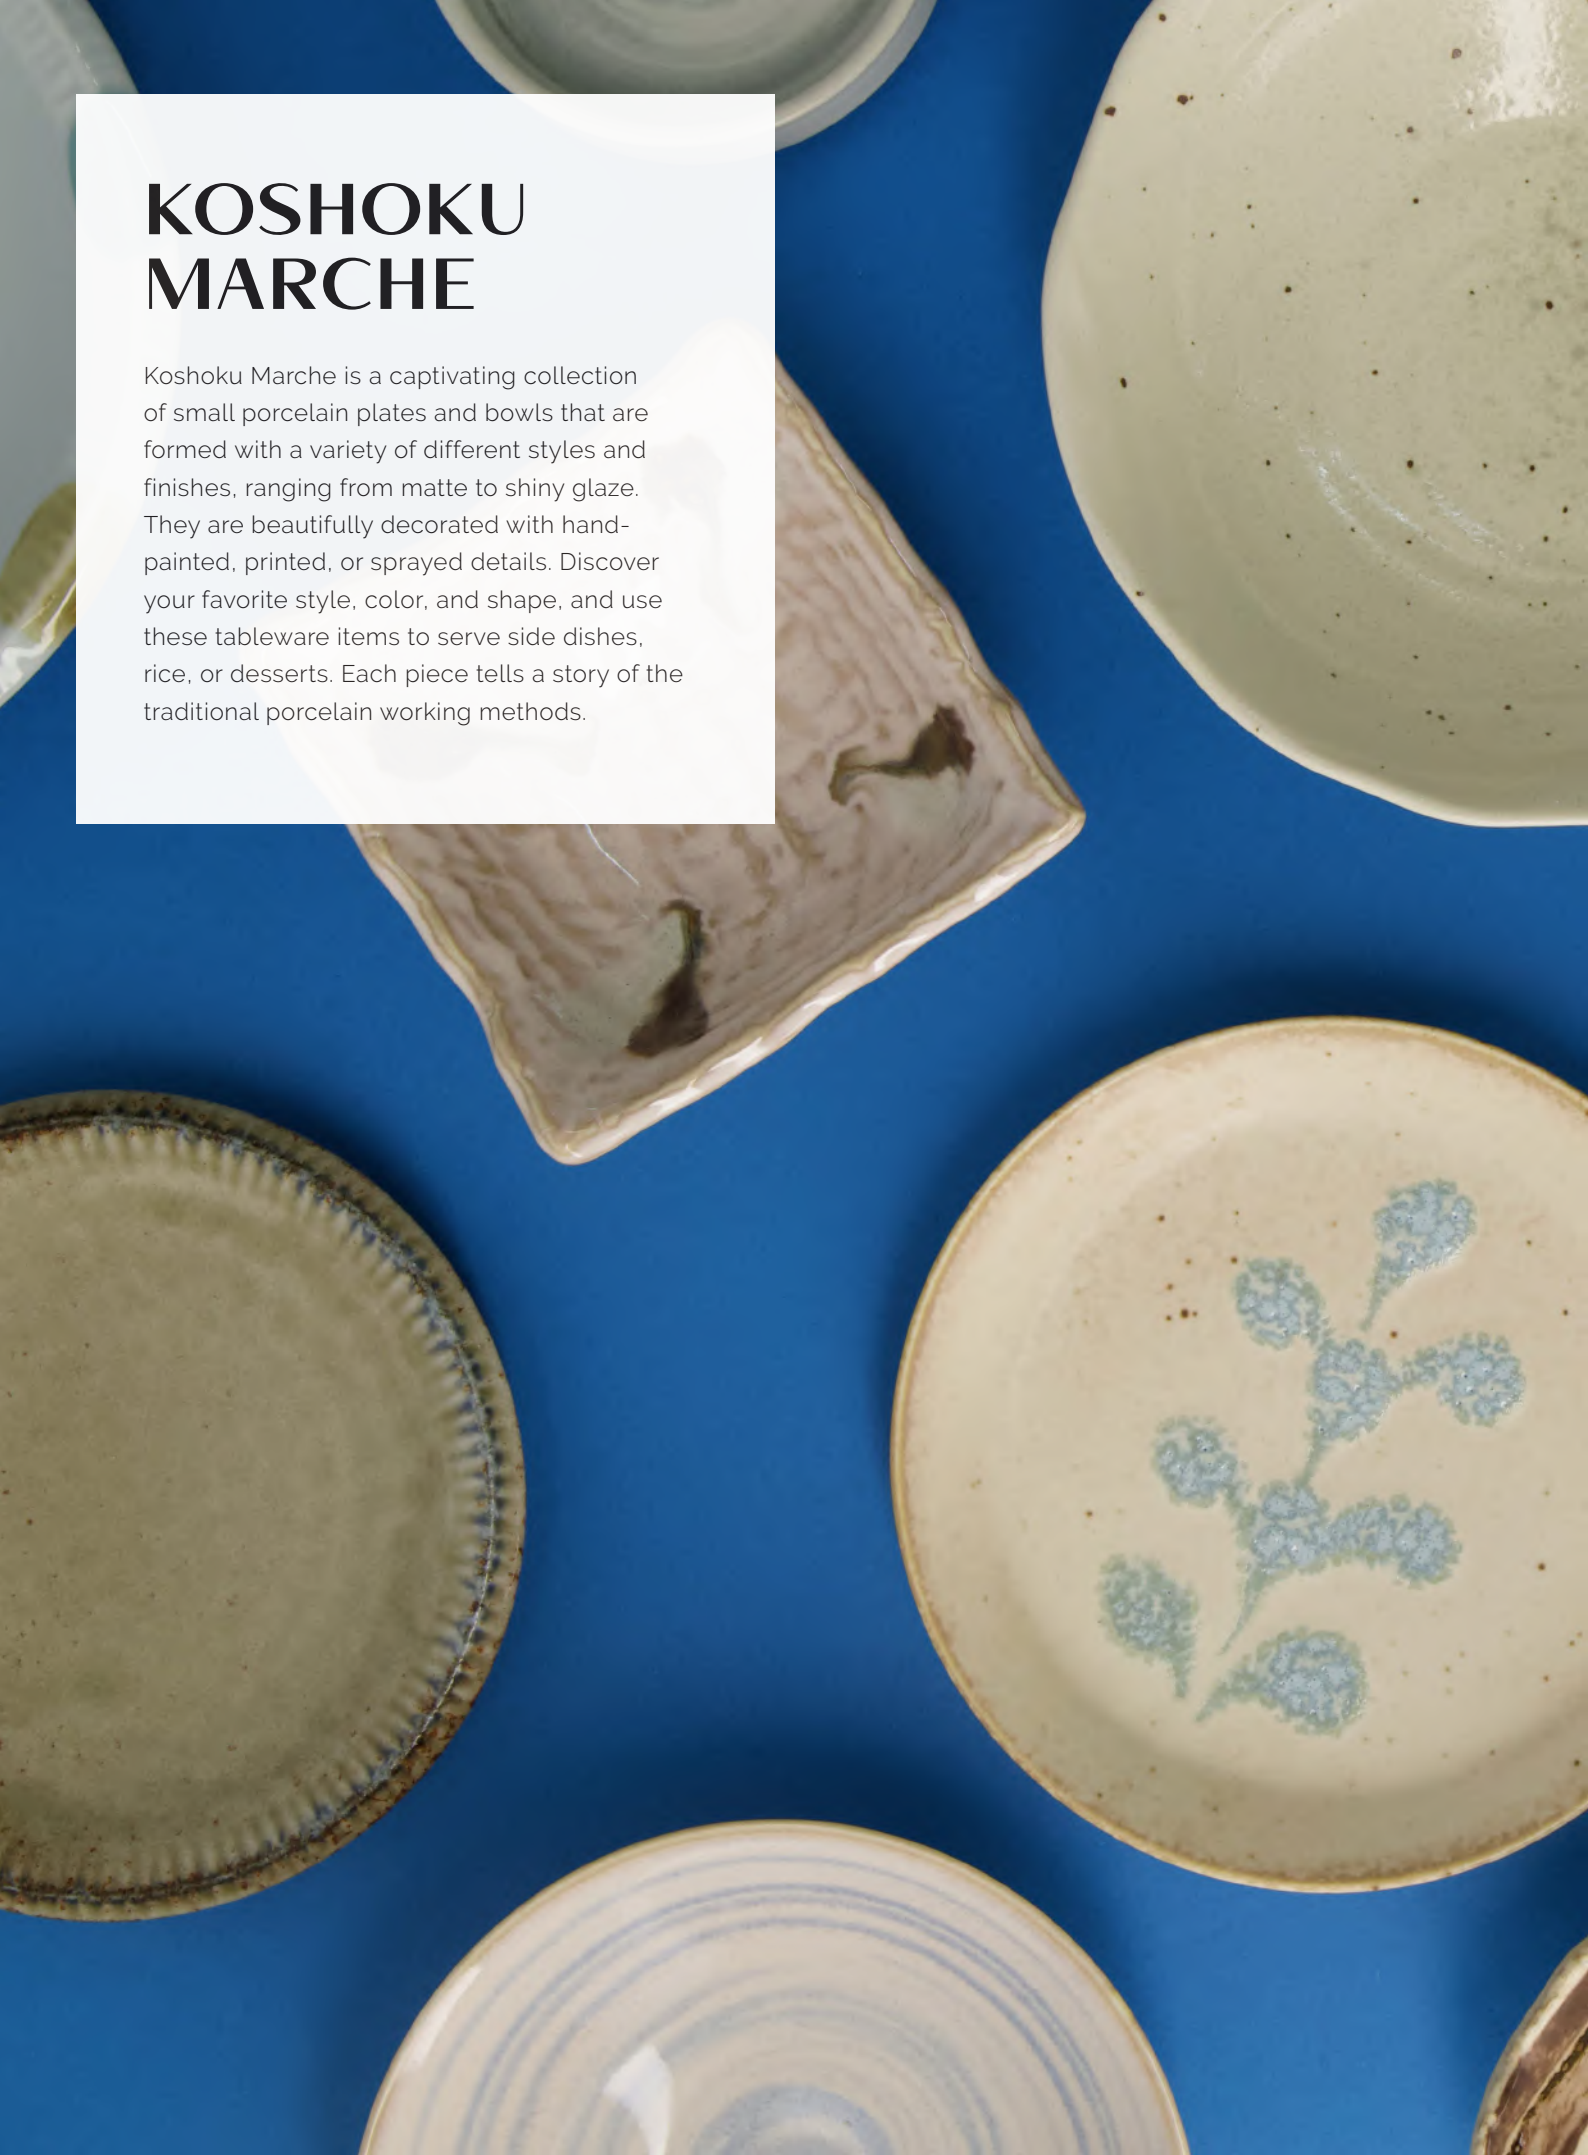 KOSHOKU
MARCHE
Koshoku Marche is a captivating collection
of small porcelain plates and bowls that are
formed with a variety of different styles and
finishes, ranging from matte to shiny glaze.
They are beautifully decorated with hand-
painted, printed, or sprayed details. Discover
your favorite style, color, and shape, and use
these tableware items to serve side dishes,
rice, or desserts. Each piece tells a story of the
traditional porcelain working methods.